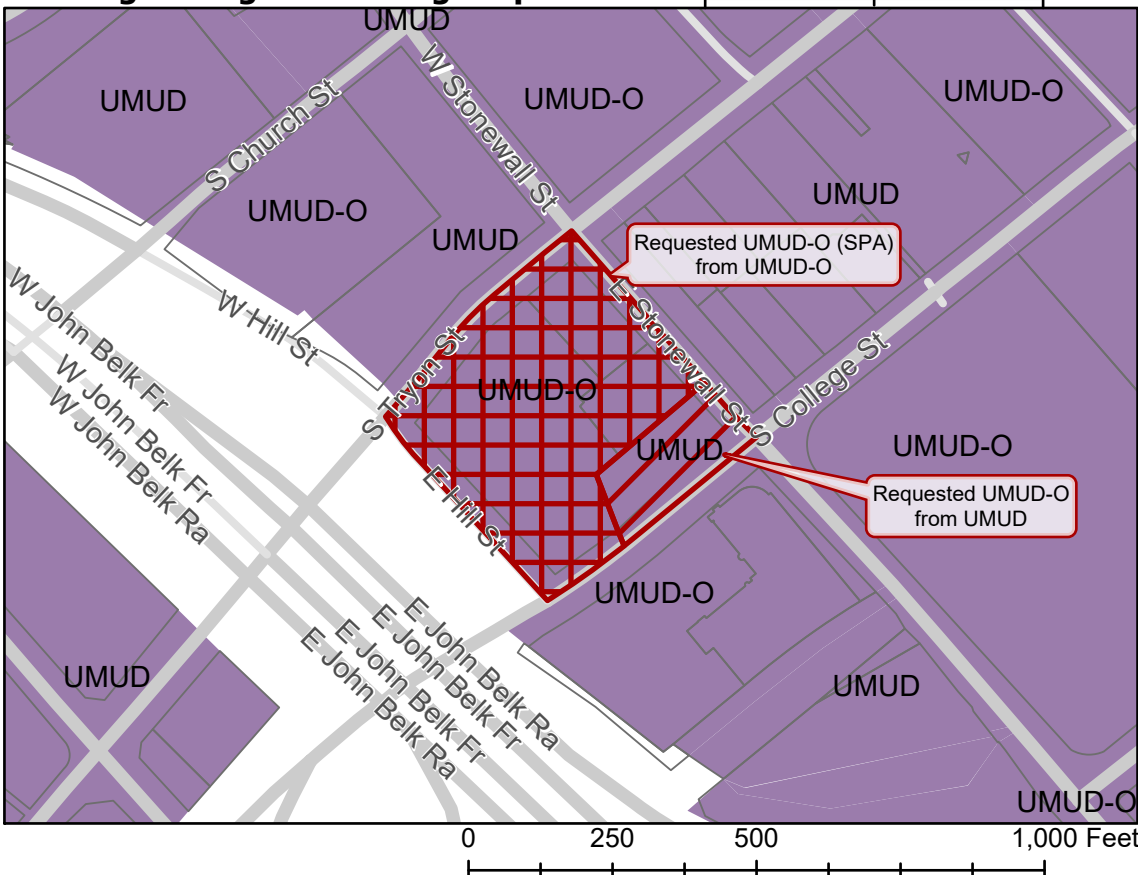 UMUD
UMUD
UMUD-O
UMUD-O
W Stonewall St
S Church St
UMUD
UMUD-O
UMUD
Requested UMUD-O (SPA)
from UMUD-O
W John Belk Fr
W Hill St
E Stonewall St
W John Belk Fr
W John Belk Ra
S Tryon St
UMUD-O
S College St
UMUD
UMUD-O
E Hill St
Requested UMUD-O
from UMUD
UMUD-O
E John Belk Ra
E John Belk Fr
E John Belk Fr
E John Belk Ra
UMUD
UMUD
UMUD-O
0 250 500 1,000 Feet